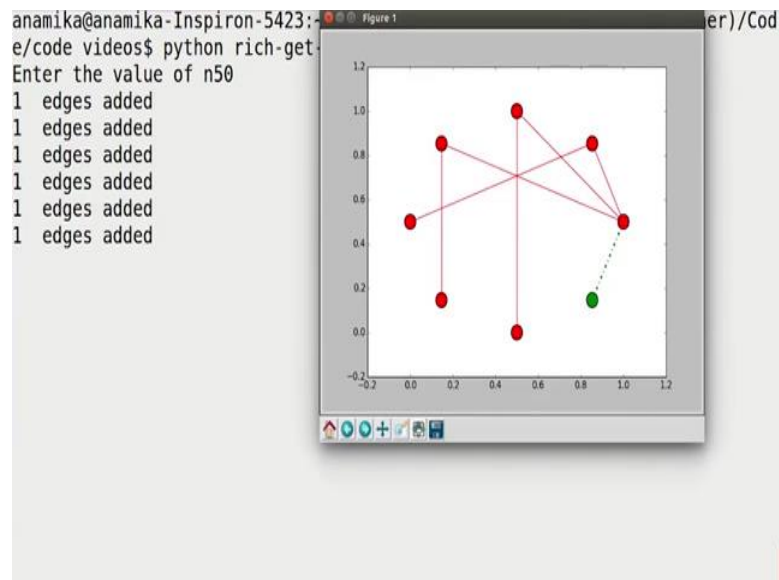 anamika@anamika-Inspiron-5423:~ er)/Cod
e/code videos$ python rich-get-
Enter the value of n50
1 edges added
1 edges added
1 edges added
1 edges added
1 edges added
1 edges added
Figure 1
1.2
1.0
0.8
0.6
0.4
0.2
0.0
−0.2
−0.2 0.0 0.2 0.4 0.6 0.8 1.0 1.2